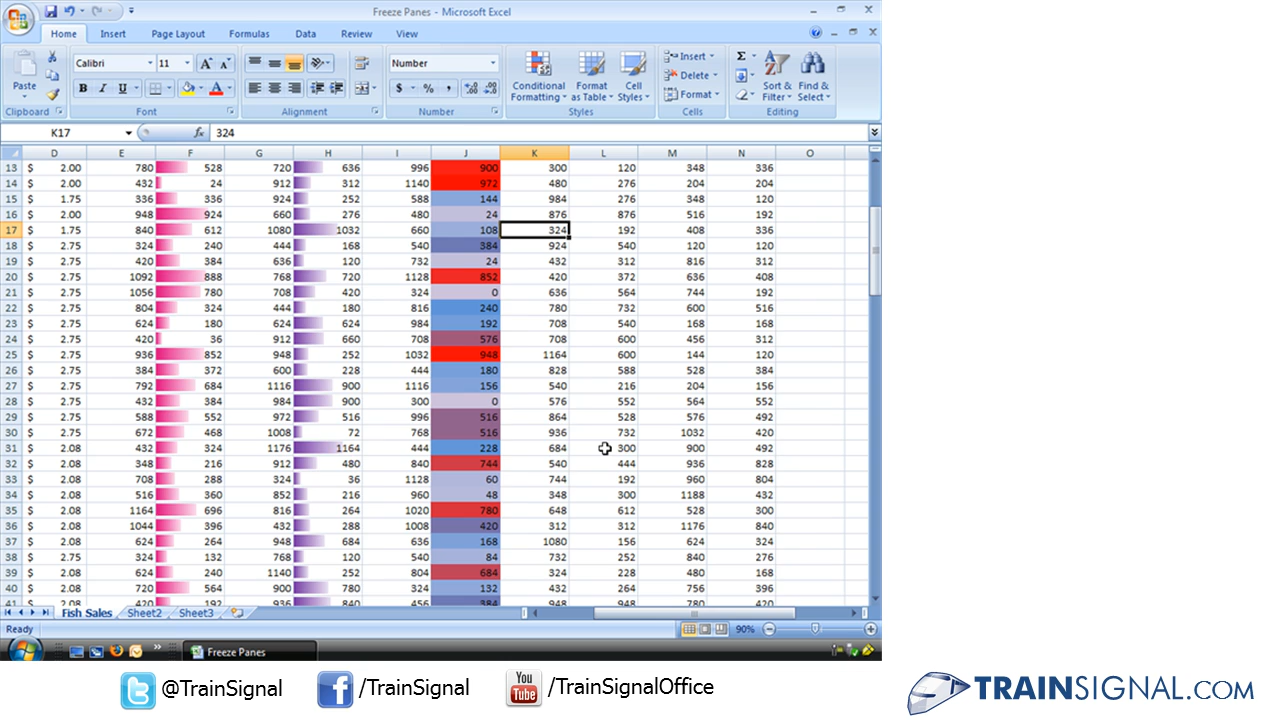 Freeze Panes - Microsoft Excel
Home Insert Page Layout Formulas Data Review View
Calibri 11 A A Number Σ
Paste B I U A $ % , .0 .00 Conditional Formatting Format as Table Cell Styles Insert Delete Format Sort & Filter Find & Select
Clipboard Font Alignment Number Styles Cells Editing
K17 fx 324
D E F G H I J K L M N O
13 $ 2.00 780 528 720 636 996 900 300 120 348 336
14 $ 2.00 432 24 912 312 1140 972 480 276 204 204
15 $ 1.75 336 336 924 252 588 144 984 276 348 120
16 $ 2.00 948 924 660 276 480 24 876 876 516 192
17 $ 1.75 840 612 1080 1032 660 108 324 192 408 336
18 $ 2.75 324 240 444 168 540 384 924 540 120 120
19 $ 2.75 420 384 636 120 732 24 432 312 816 312
20 $ 2.75 1092 888 768 720 1128 852 420 372 636 408
21 $ 2.75 1056 780 708 420 324 0 636 564 744 192
22 $ 2.75 804 324 444 180 816 240 780 732 600 516
23 $ 2.75 624 180 624 624 984 192 708 540 168 168
24 $ 2.75 420 36 912 660 708 576 708 600 456 312
25 $ 2.75 936 852 948 252 1032 948 1164 600 144 120
26 $ 2.75 384 372 600 228 444 180 828 588 528 384
27 $ 2.75 792 684 1116 900 1116 156 540 216 204 156
28 $ 2.75 432 384 984 900 300 0 576 552 564 552
29 $ 2.75 588 552 972 516 996 516 864 528 576 492
30 $ 2.75 672 468 1008 72 768 516 936 732 1032 420
31 $ 2.08 432 324 1176 1164 444 228 684 300 900 492
32 $ 2.08 348 216 912 480 840 744 540 444 936 828
33 $ 2.08 708 288 324 36 1128 60 744 192 960 804
34 $ 2.08 516 360 852 216 960 48 348 300 1188 432
35 $ 2.08 1164 696 816 264 1020 780 648 612 528 300
36 $ 2.08 1044 396 432 288 1008 420 312 312 1176 840
37 $ 2.08 624 264 948 684 636 168 1080 156 624 324
38 $ 2.75 324 132 768 120 540 84 732 252 840 276
39 $ 2.08 624 240 1140 252 804 684 324 228 480 168
40 $ 2.08 720 564 900 780 324 132 432 264 756 396
41 $ 2.08 420 192 936 840 456 384 948 948 780 420
Fish Sales Sheet2 Sheet3
Ready 90%
Freeze Panes
@TrainSignal /TrainSignal You Tube /TrainSignalOffice TRAINSIGNAL.COM